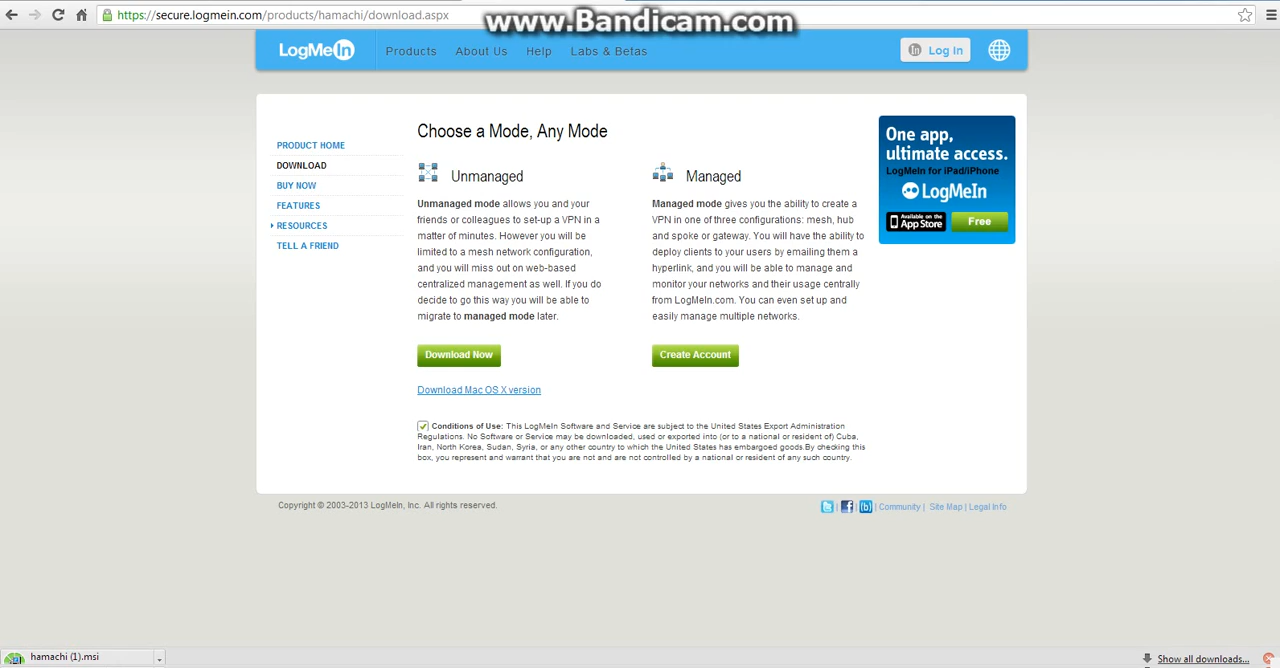 https://secure.logmein.com/products/hamachi/download.aspx
www.Bandicam.com
LogMeIn
Products
About Us
Help
Labs & Betas
in Log In
PRODUCT HOME
DOWNLOAD
BUY NOW
FEATURES
RESOURCES
TELL A FRIEND
Choose a Mode, Any Mode
Unmanaged
Unmanaged mode allows you and your
friends or colleagues to set-up a VPN in a
matter of minutes. However you will be
limited to a mesh network configuration,
and you will miss out on web-based
centralized management as well. If you do
decide to go this way you will be able to
migrate to managed mode later.
Download Now
Download Mac OS X version
Managed
Managed mode gives you the ability to create a
VPN in one of three configurations: mesh, hub
and spoke or gateway. You will have the ability to
deploy clients to your users by emailing them a
hyperlink, and you will be able to manage and
monitor your networks and their usage centrally
from LogMeIn.com. You can even set up and
easily manage multiple networks.
Create Account
Conditions of Use: This LogMeIn Software and Service are subject to the United States Export Administration
Regulations. No Software or Service may be downloaded, used or exported into (or to a national or resident of) Cuba,
Iran, North Korea, Sudan, Syria, or any other country to which the United States has embargoed goods.By checking this
box, you represent and warrant that you are not and are not controlled by a national or resident of any such country.
One app,
ultimate access.
LogMeIn for iPad/iPhone
LogMeIn
Available on the
App Store
Free
Copyright © 2003-2013 LogMeIn, Inc. All rights reserved.
| | | Community | Site Map | Legal Info
hamachi (1).msi
Show all downloads...